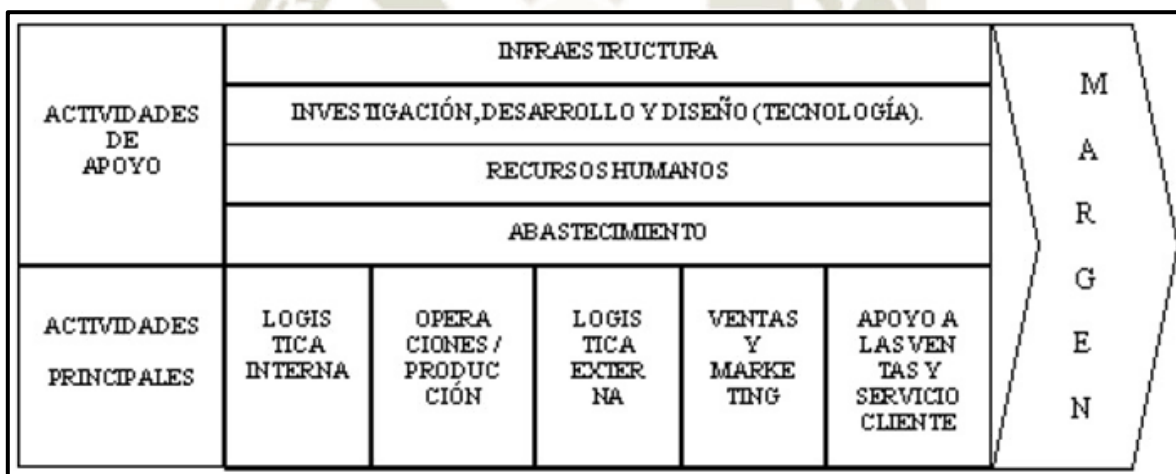 ACTIVIDADES
DE
APOYO
INFRAESTRUCTURA
INVESTIGACIÓN, DESARROLLO Y DISEÑO (TECNOLOGÍA).
RECURSOS HUMANOS
ABASTECIMIENTO
ACTIVIDADES
PRINCIPALES
LOGIS
TICA
INTERNA
OPERA
CIONES /
PRODUC
CIÓN
LOGIS
TICA
EXTER
NA
VENTAS
Y
MARKE
TING
APOYO A
LAS VEN
TAS Y
SERVICIO
CLIENTE
M
A
R
G
E
N